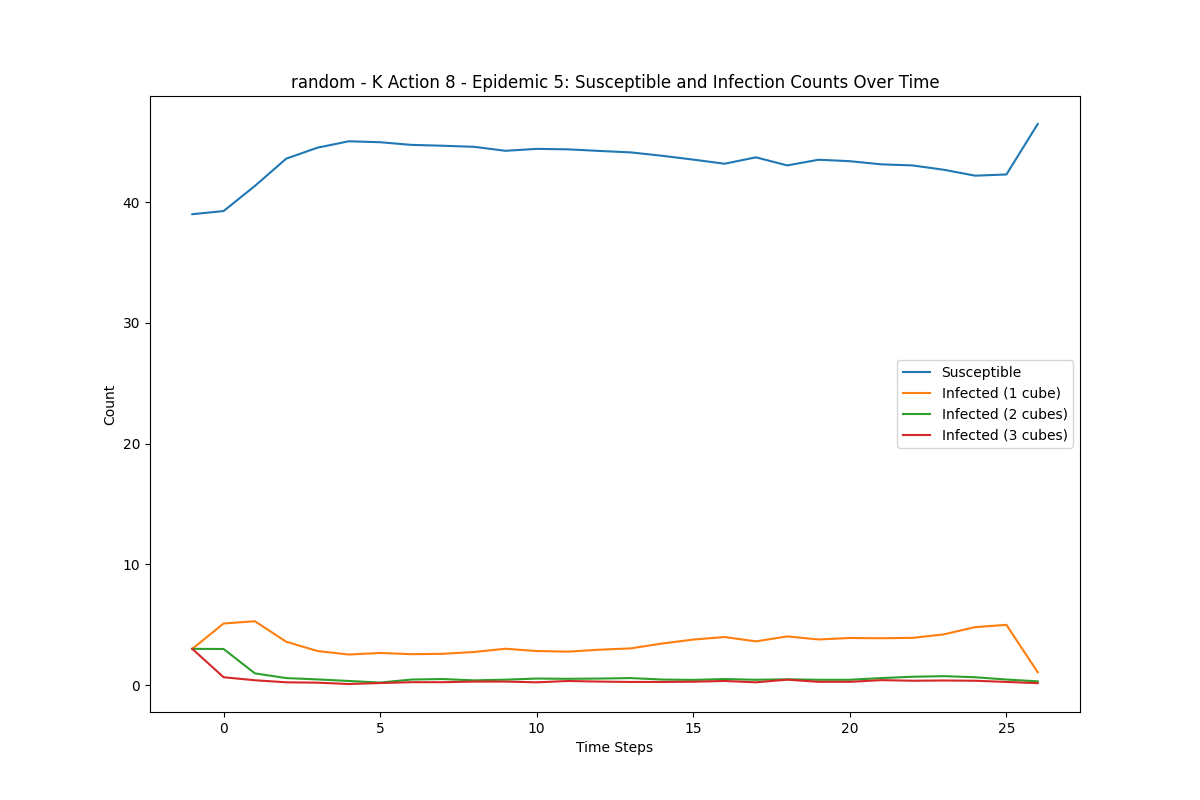 random - K Action 8 - Epidemic 5: Susceptible and Infection Counts Over Time
Count
40
30
20
10
0
Susceptible
Infected (1 cube)
Infected (2 cubes)
Infected (3 cubes)
0 5 10 15 20 25
Time Steps